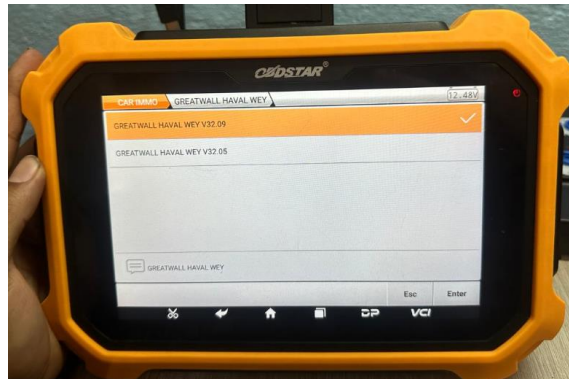 OBDSTAR®
CAR IMMO GREATWALL HAVAL WEY 12.48V
GREATWALL HAVAL WEY V32.09
GREATWALL HAVAL WEY V32.05
GREATWALL HAVAL WEY
Esc Enter
DP VCI